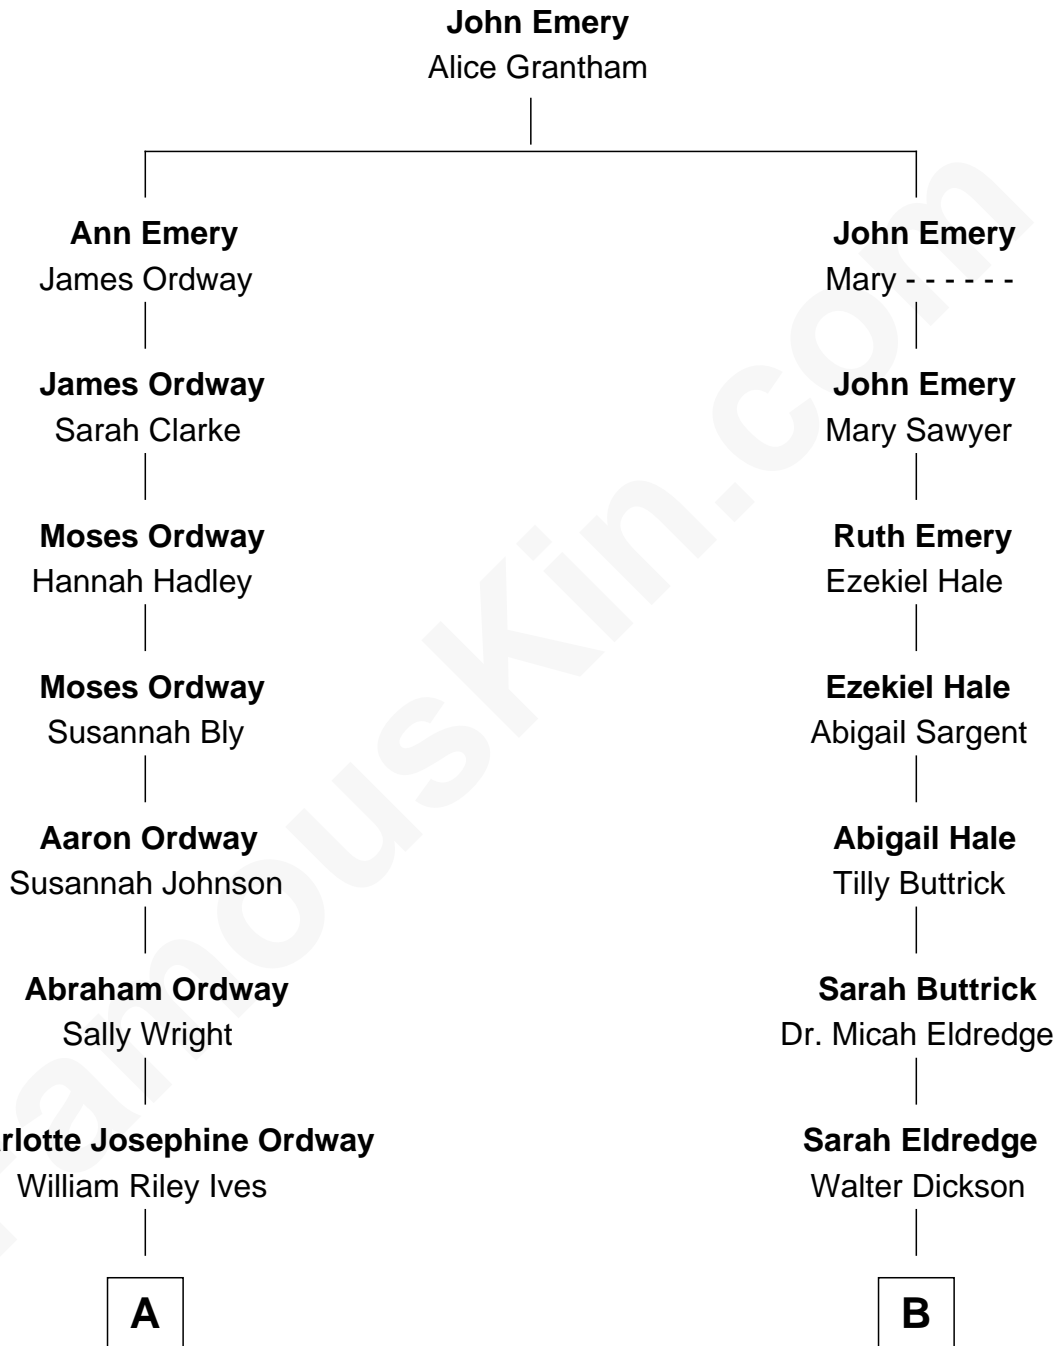 John Emery
Alice Grantham
Ann Emery
James Ordway
John Emery
Mary - - - - - -
James Ordway
Sarah Clarke
John Emery
Mary Sawyer
Moses Ordway
Hannah Hadley
Ruth Emery
Ezekiel Hale
Moses Ordway
Susannah Bly
Ezekiel Hale
Abigail Sargent
Aaron Ordway
Susannah Johnson
Abigail Hale
Tilly Buttrick
Abraham Ordway
Sally Wright
Sarah Buttrick
Dr. Micah Eldredge
rlotte Josephine Ordway
William Riley Ives
Sarah Eldredge
Walter Dickson
A
B
FamousKin.com